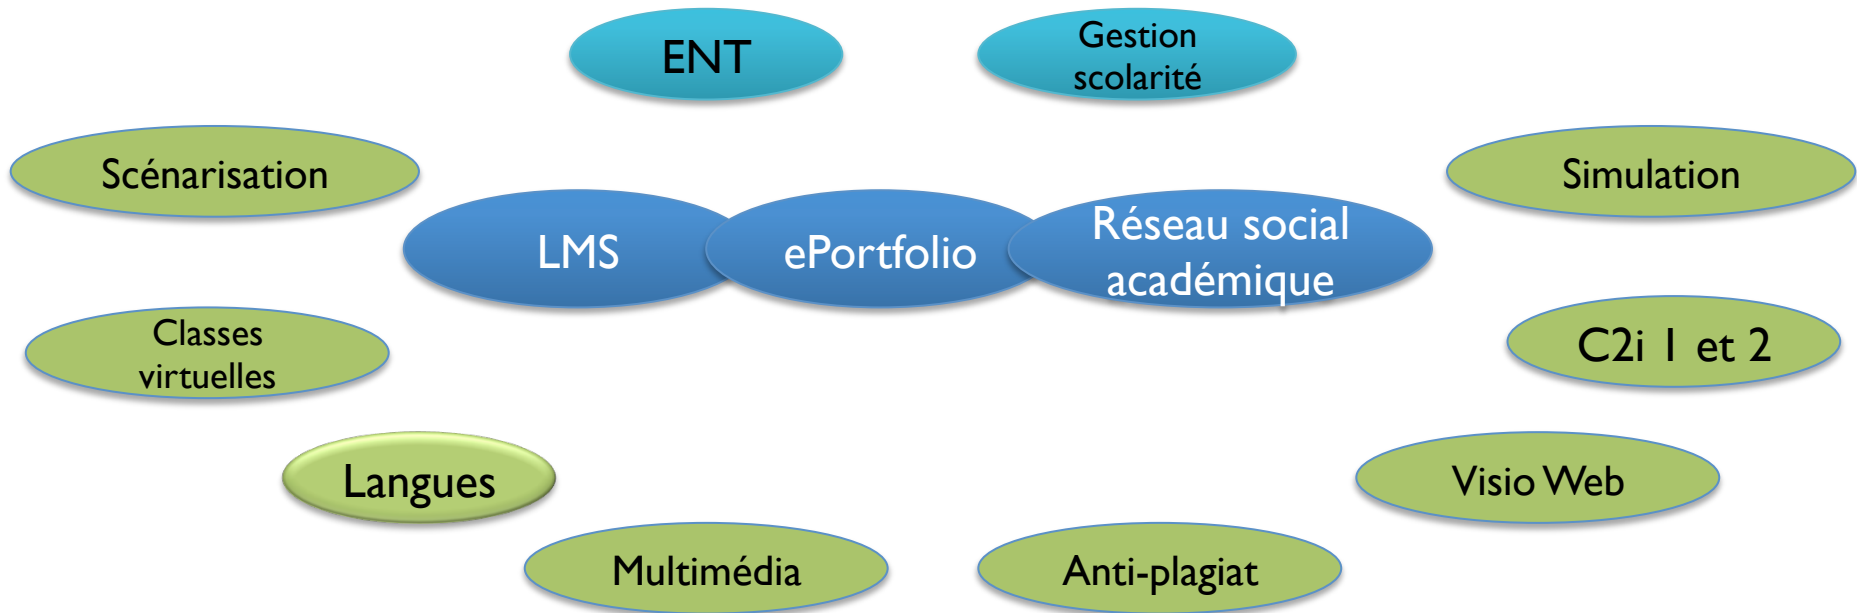 ENT
Gestion
scolarité
Scénarisation
Simulation
LMS
ePortfolio
Réseau social
académique
Classes
virtuelles
C2i 1 et 2
Langues
Visio Web
Multimédia
Anti-plagiat